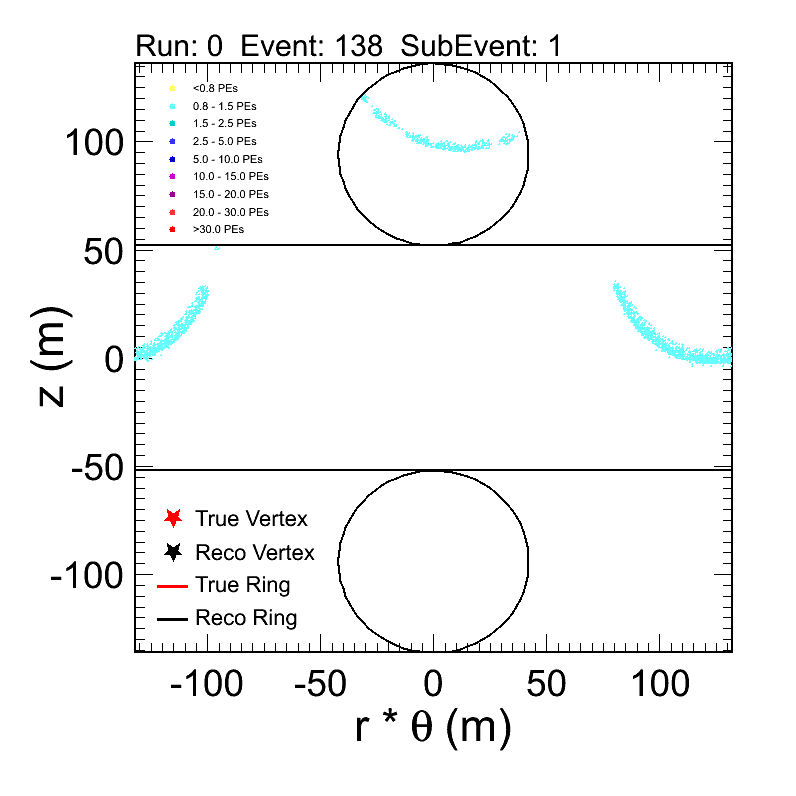 Run: 0  Event: 138  SubEvent: 1
<0.8 PEs
0.8 - 1.5 PEs
1.5 - 2.5 PEs
2.5 - 5.0 PEs
5.0 - 10.0 PEs
10.0 - 15.0 PEs
15.0 - 20.0 PEs
20.0 - 30.0 PEs
>30.0 PEs
100
50
0
-50
-100
z (m)
True Vertex
Reco Vertex
True Ring
Reco Ring
-100 -50 0 50 100
r * θ (m)